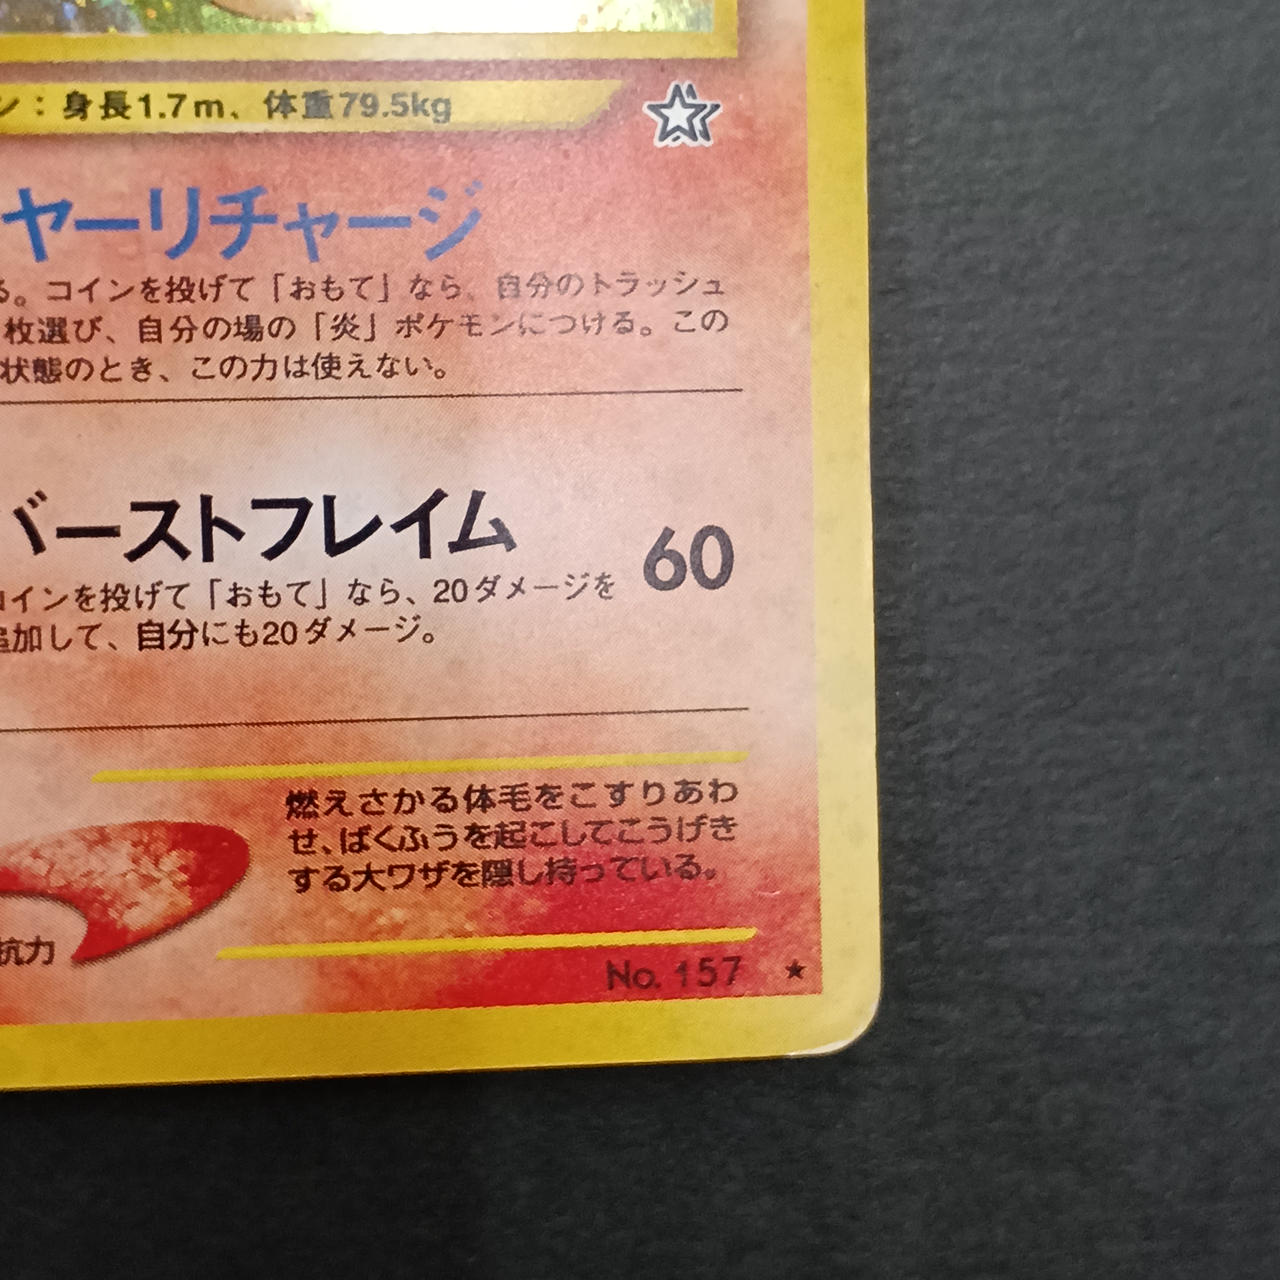 ン：身長1.7m、体重79.5kg
ヤーリチャージ
る。コインを投げて「おもて」なら、自分のトラッシュ
枚選び、自分の場の「炎」ポケモンにつける。この
状態のとき、この力は使えない。
バーストフレイム 60
コインを投げて「おもて」なら、20ダメージを
追加して、自分にも20ダメージ。
燃えさかる体毛をこすりあわ
せ、ばくふうを起こしてこうげき
する大ワザを隠し持っている。
抗力
No. 157 ★